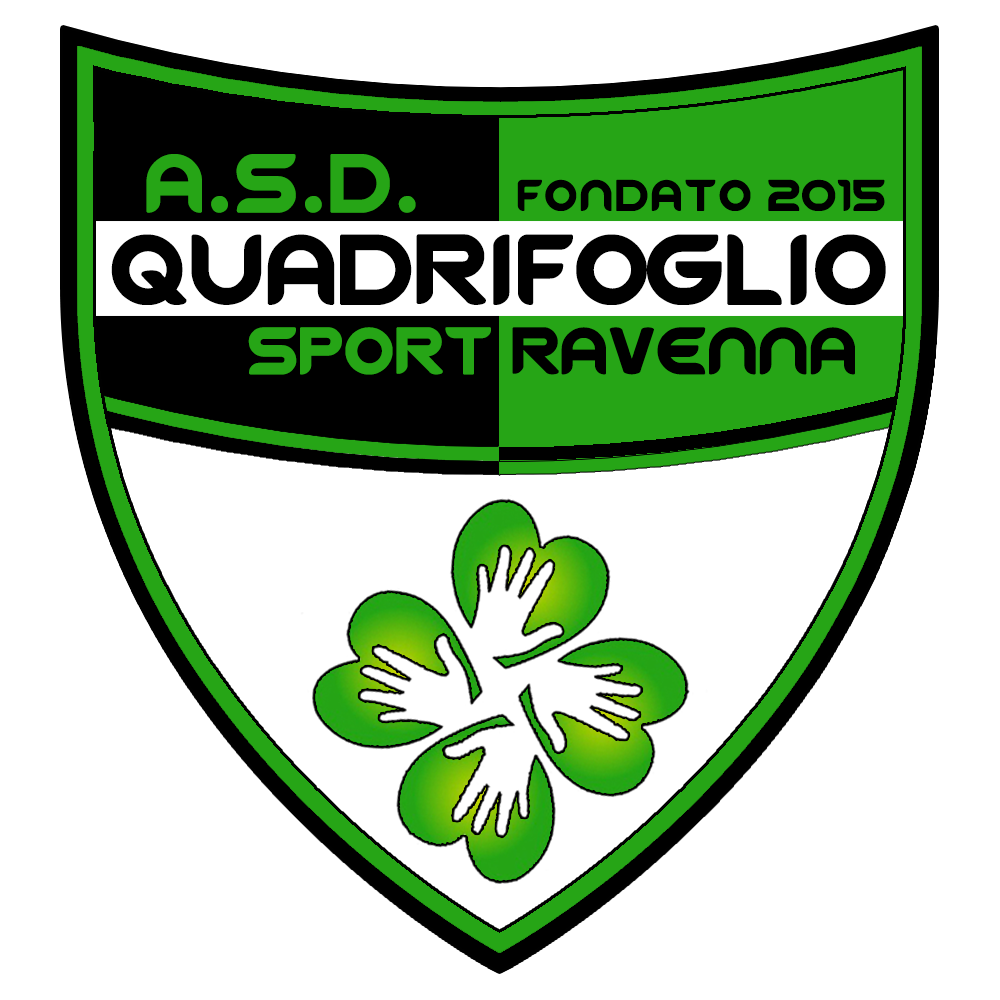 A.S.D.
FONDATO 2015
QUADRIFOGLIO
SPORT RAVENNA